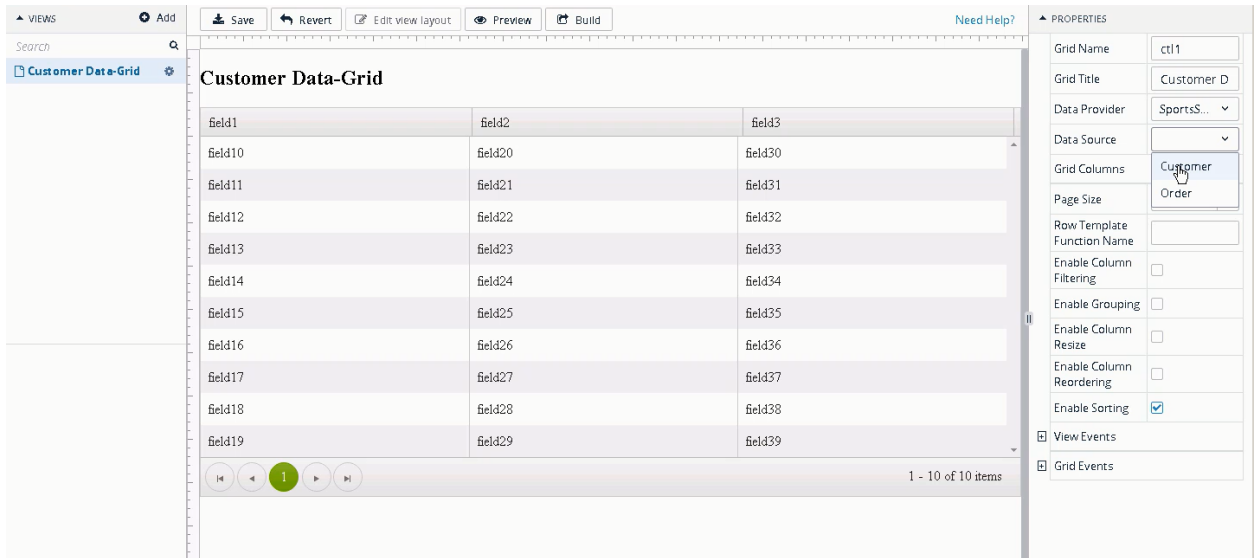 VIEWS Add
Search
Customer Data-Grid
Save Revert Edit view layout Preview Build Need Help?
Customer Data-Grid
field1 field2 field3
field10 field20 field30
field11 field21 field31
field12 field22 field32
field13 field23 field33
field14 field24 field34
field15 field25 field35
field16 field26 field36
field17 field27 field37
field18 field28 field38
field19 field29 field39
1 1 - 10 of 10 items
PROPERTIES
Grid Name ctl1
Grid Title Customer D
Data Provider SportsS...
Data Source
Customer
Order
Grid Columns
Page Size
Row Template
Function Name
Enable Column
Filtering
Enable Grouping
Enable Column
Resize
Enable Column
Reordering
Enable Sorting
View Events
Grid Events